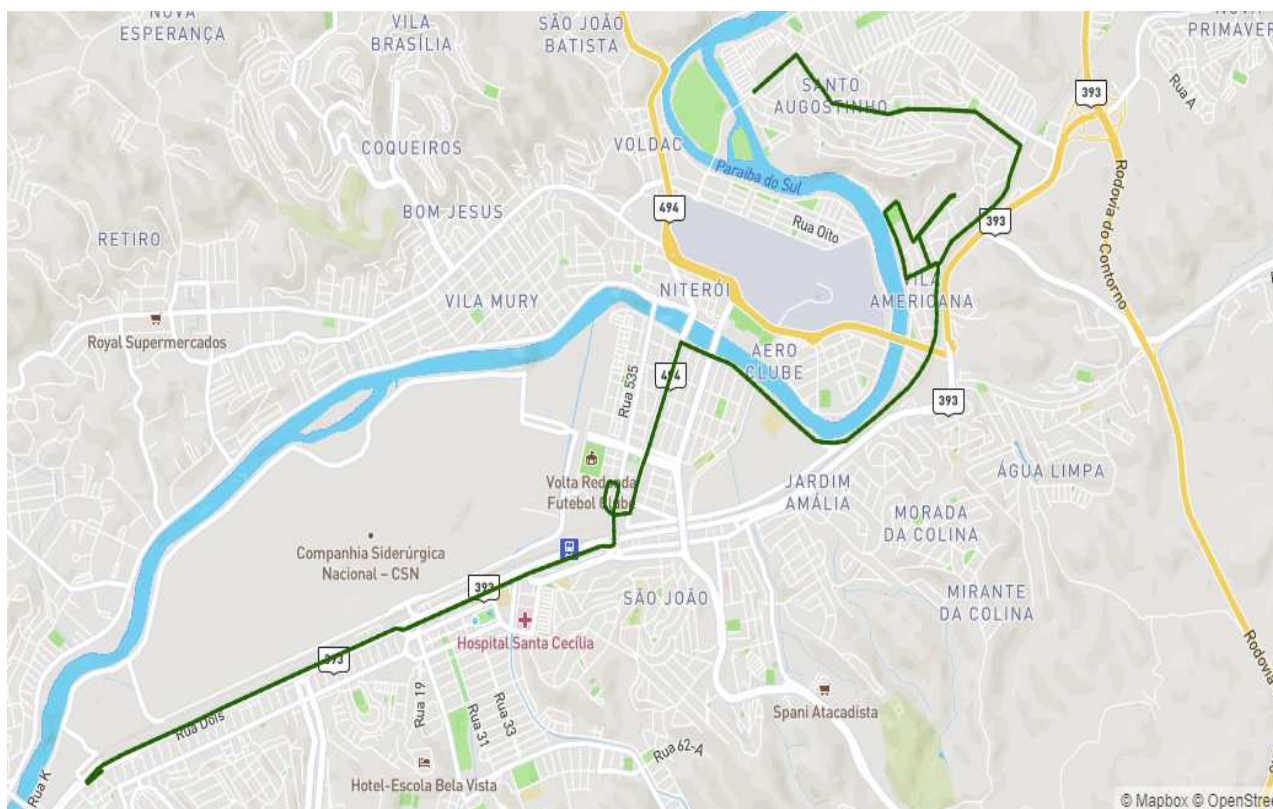 NOVA
ESPERANÇA
VILA
BRASÍLIA
SÃO JOÃO
BATISTA
NOVA
PRIMAVER
Rua A
393
SANTO
AUGOSTINHO
COQUEIROS
VOLDAC
Paraíba do Sul
Rodovia do Contorno
BOM JESUS
494
Rua Oito
393
RETIRO
NITERÓI
VILA
AMERICANA
VILA MURY
Royal Supermercados
AERO
CLUBE
494
Rua 535
393
Volta Redonda
Futebol Clube
JARDIM
AMÁLIA
ÁGUA LIMPA
MORADA
DA COLINA
Companhia Siderúrgica
Nacional – CSN
393
SÃO JOÃO
MIRANTE
DA COLINA
Hospital Santa Cecília
393
Rodovia
Rua Dois
Rua 19
Rua 31
Rua 33
Spani Atacadista
Rua 62-A
Rua K
Hotel-Escola Bela Vista
© Mapbox © OpenStre